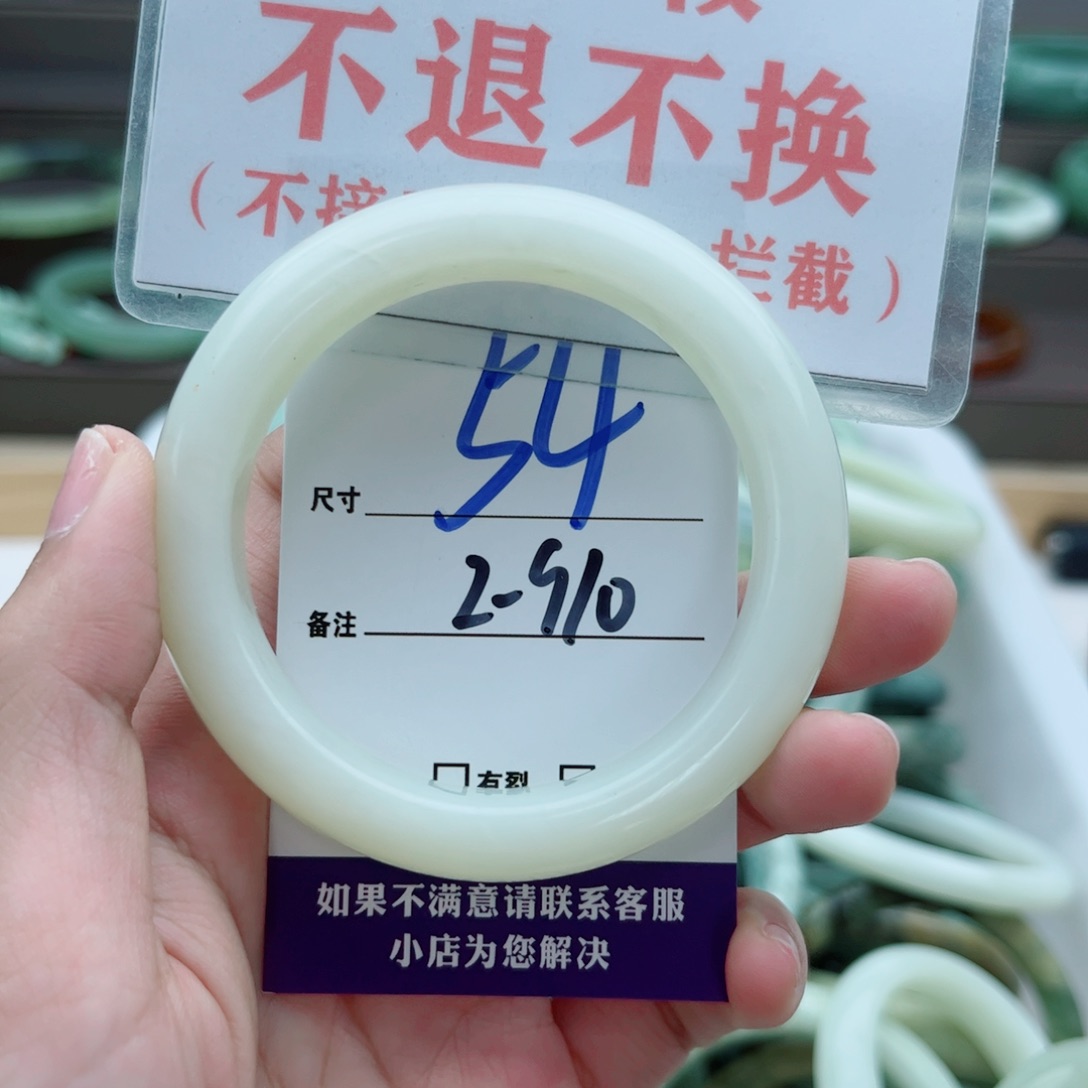 不退不换
（不接
拦截）
54
尺寸
2-910
备注
有裂
如果不满意请联系客服
小店为您解决